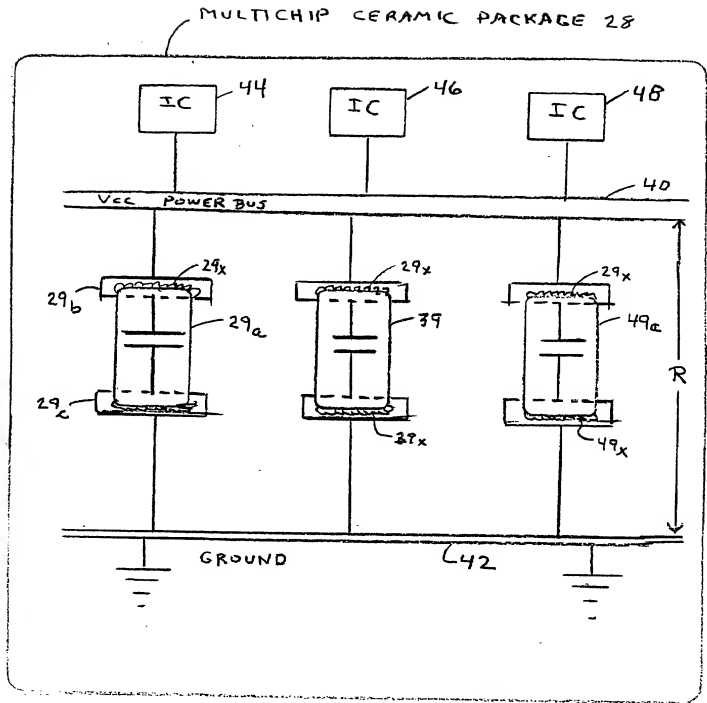 MULTICHIP CERAMIC PACKAGE 28
IC 44
IC 46
IC 48
40
VCC POWER BUS
29x
29x
29x
29b
29a
39
49a
R
29c
39x
49x
GROUND
42